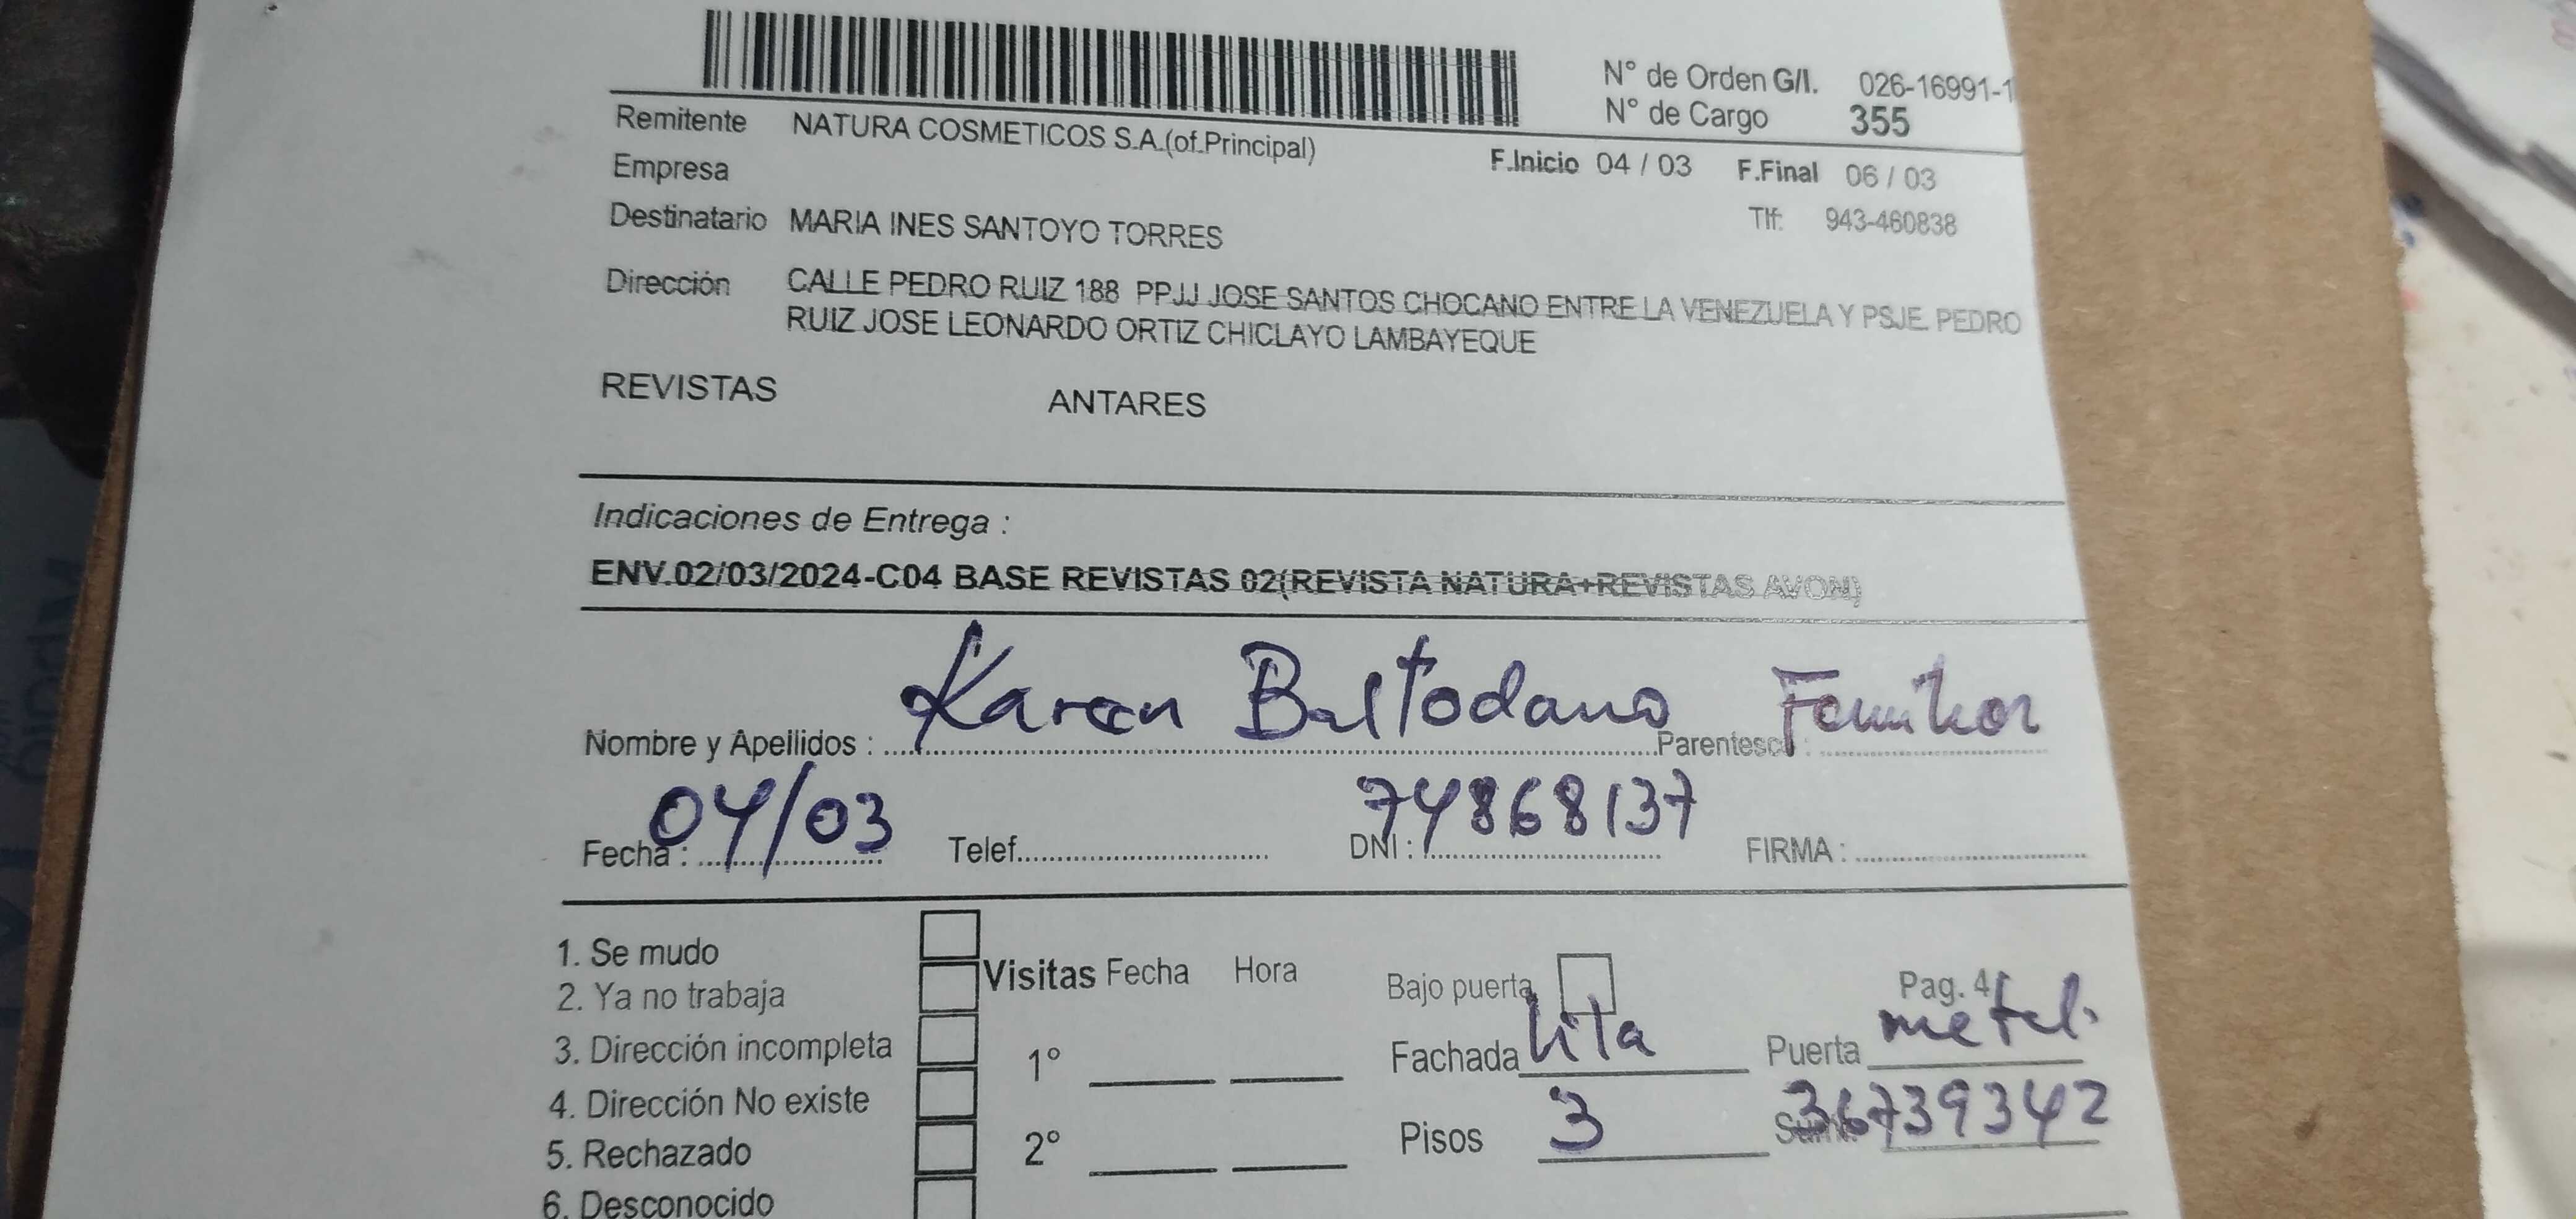 N° de Orden G/I. 026-16991-1
N° de Cargo 355
Remitente NATURA COSMETICOS S.A.(of.Principal)
Empresa F.Inicio 04 / 03 F.Final 06 / 03
Destinatario MARIA INES SANTOYO TORRES Tlf: 943-460838
Dirección CALLE PEDRO RUIZ 188 PPJJ JOSE SANTOS CHOCANO ENTRE LA VENEZUELA Y PSJE. PEDRO
RUIZ JOSE LEONARDO ORTIZ CHICLAYO LAMBAYEQUE
REVISTAS ANTARES
Indicaciones de Entrega :
ENV.02/03/2024-C04 BASE REVISTAS 02(REVISTA NATURA+REVISTAS AVON)
Nombre y Apellidos : Karen Baltodano Parentesco :
Fecha : 04/03 Telef. DNI : 74868137 FIRMA :
1. Se mudo
2. Ya no trabaja
3. Dirección incompleta
4. Dirección No existe
5. Rechazado
6. Desconocido
Visitas Fecha Hora
1°
2°
Bajo puerta Pag. 4
Fachada Puerta metal.
Pisos 3 Sum. 36739342